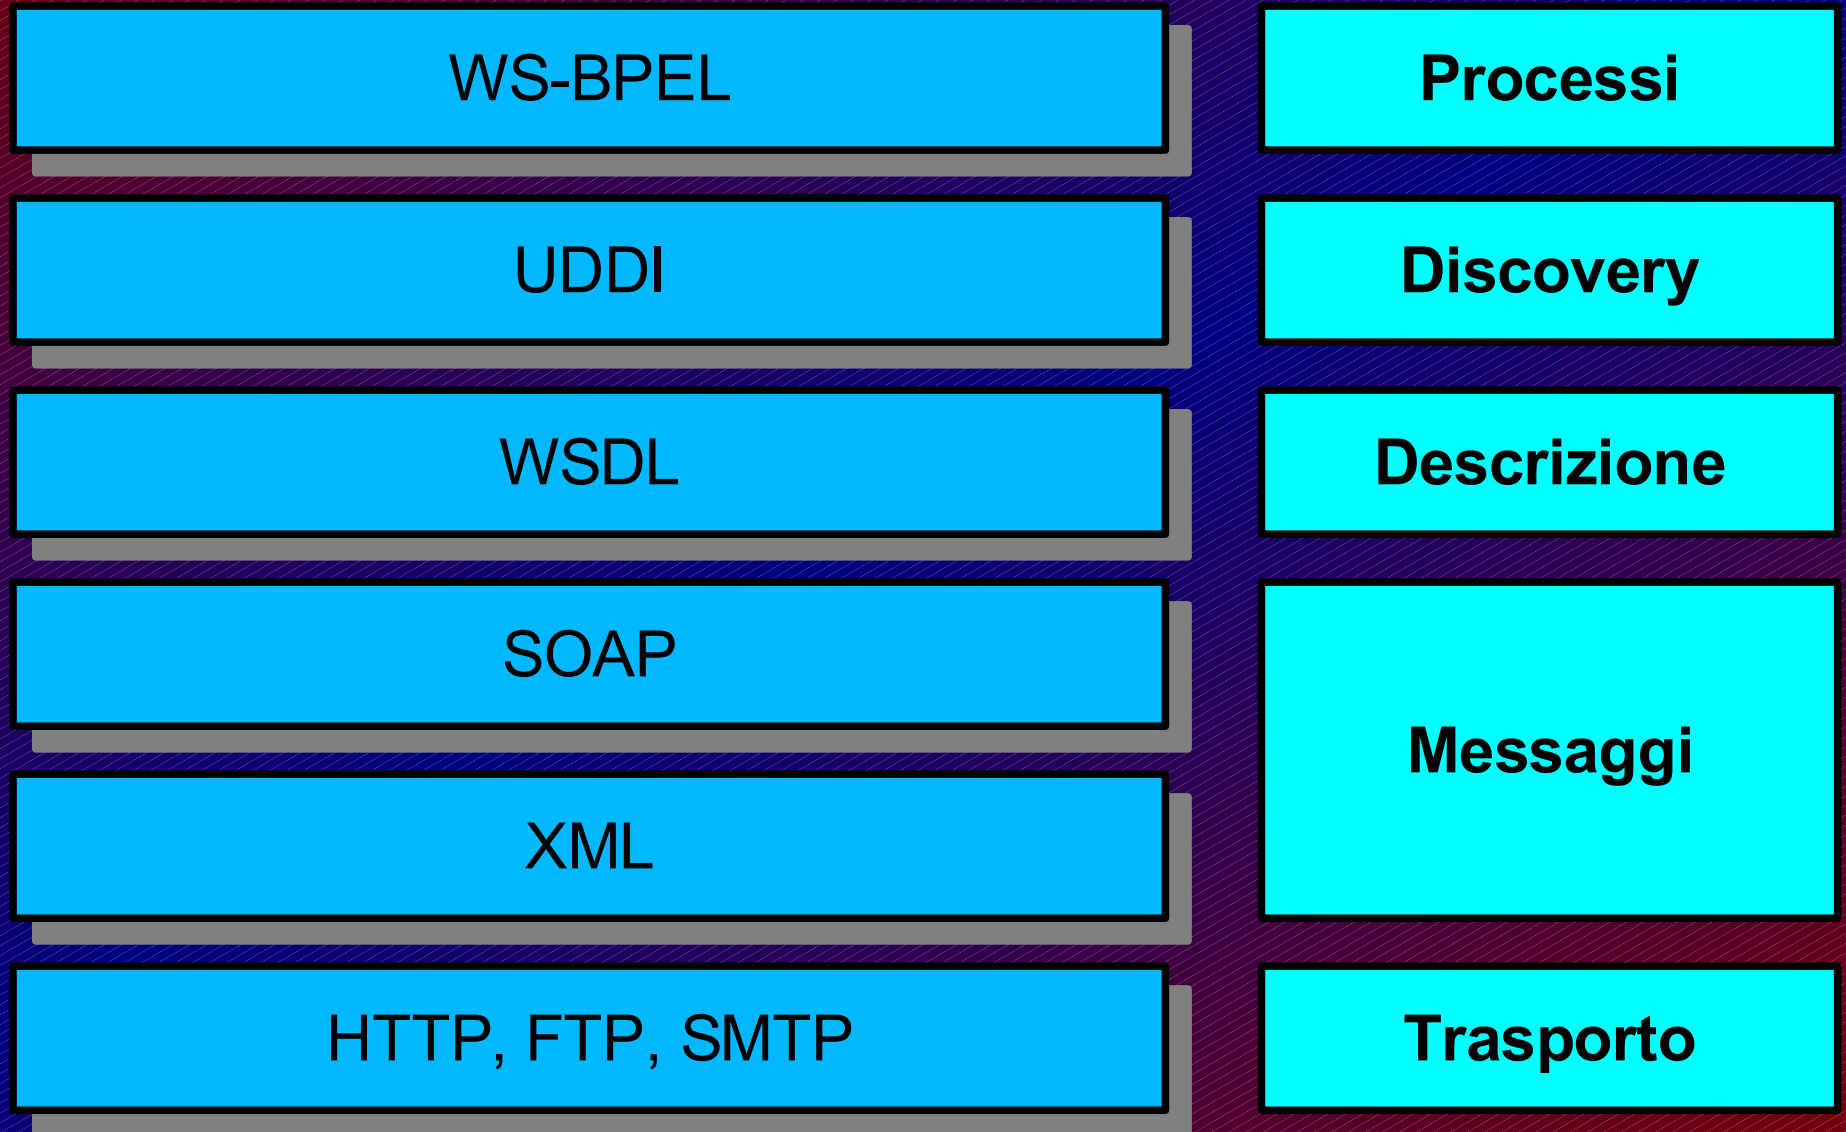 WS-BPEL
Processi
UDDI
Discovery
WSDL
Descrizione
SOAP
Messaggi
XML
HTTP, FTP, SMTP
Trasporto